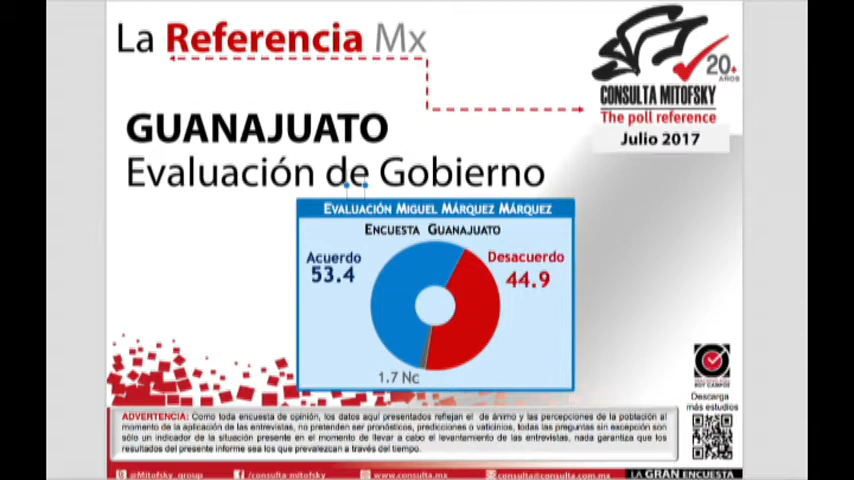 La Referencia Mx
20+
AÑOS
CONSULTA MITOFSKY
The poll reference
Julio 2017
GUANAJUATO
Evaluación de Gobierno
EVALUACIÓN MIGUEL MÁRQUEZ MÁRQUEZ
ENCUESTA GUANAJUATO
Acuerdo
53.4
Desacuerdo
44.9
1.7 Nc
ROY CAMPOS
Descarga
más estudios
ADVERTENCIA: Como toda encuesta de opinión, los datos aquí presentados reflejan el de ánimo y las percepciones de la población al
momento de la aplicación de las entrevistas, no pretenden ser pronósticos, predicciones o vaticinios, todas las preguntas sin excepción son
sólo un indicador de la situación presente en el momento de llevar a cabo el levantamiento de las entrevistas, nada garantiza que los
resultados del presente informe sea los que prevalezcan a través del tiempo.
@Mitofsky_group
/consulta-mitofsky
www.consulta.mx
consulta@consulta.com.mx
LA GRAN ENCUESTA